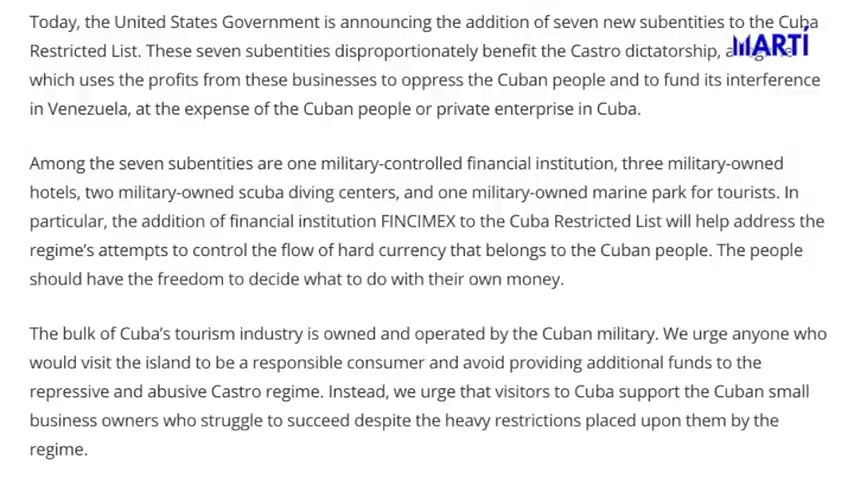 Today, the United States Government is announcing the addition of seven new subentities to the Cuba
Restricted List. These seven subentities disproportionately benefit the Castro dictatorship, a
MARTÍ
which uses the profits from these businesses to oppress the Cuban people and to fund its interference
in Venezuela, at the expense of the Cuban people or private enterprise in Cuba.
Among the seven subentities are one military-controlled financial institution, three military-owned
hotels, two military-owned scuba diving centers, and one military-owned marine park for tourists. In
particular, the addition of financial institution FINCIMEX to the Cuba Restricted List will help address the
regime's attempts to control the flow of hard currency that belongs to the Cuban people. The people
should have the freedom to decide what to do with their own money.
The bulk of Cuba's tourism industry is owned and operated by the Cuban military. We urge anyone who
would visit the island to be a responsible consumer and avoid providing additional funds to the
repressive and abusive Castro regime. Instead, we urge that visitors to Cuba support the Cuban small
business owners who struggle to succeed despite the heavy restrictions placed upon them by the
regime.